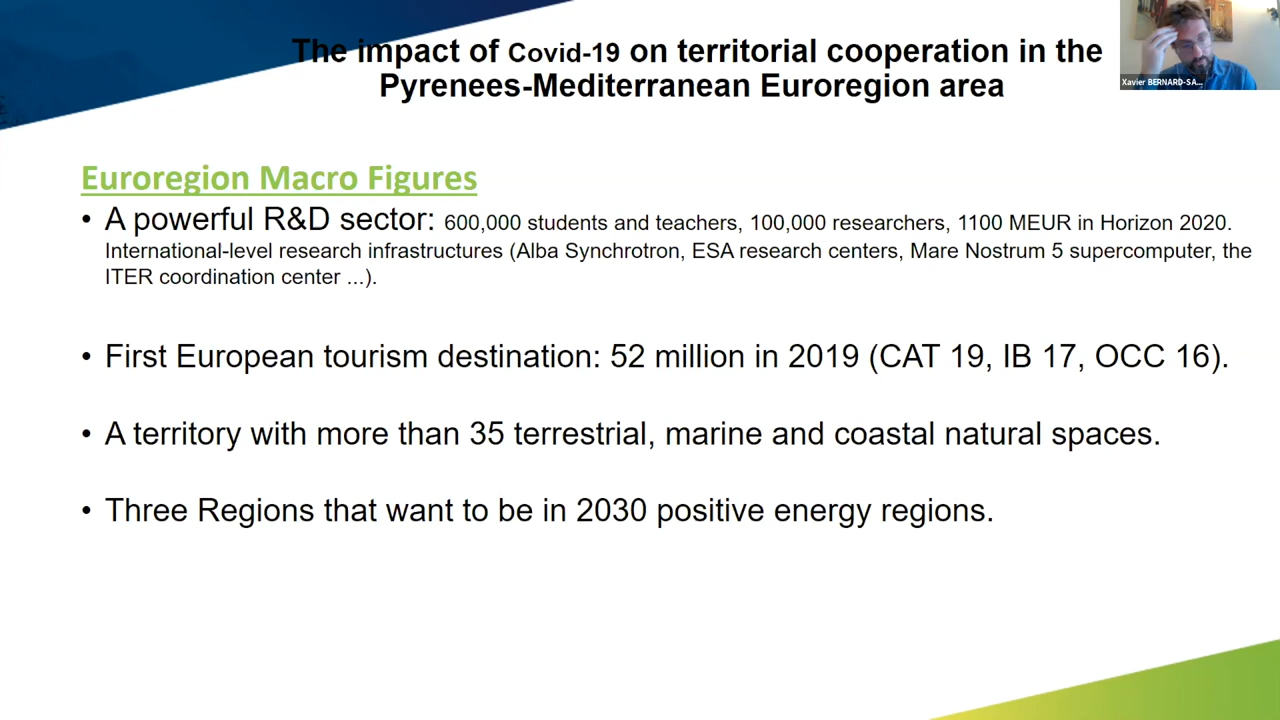 The impact of Covid-19 on territorial cooperation in the
Pyrenees-Mediterranean Euroregion area
Xavier BERNARD-SA...
Euroregion Macro Figures
• A powerful R&D sector: 600,000 students and teachers, 100,000 researchers, 1100 MEUR in Horizon 2020.
International-level research infrastructures (Alba Synchrotron, ESA research centers, Mare Nostrum 5 supercomputer, the
ITER coordination center ...).
• First European tourism destination: 52 million in 2019 (CAT 19, IB 17, OCC 16).
• A territory with more than 35 terrestrial, marine and coastal natural spaces.
• Three Regions that want to be in 2030 positive energy regions.